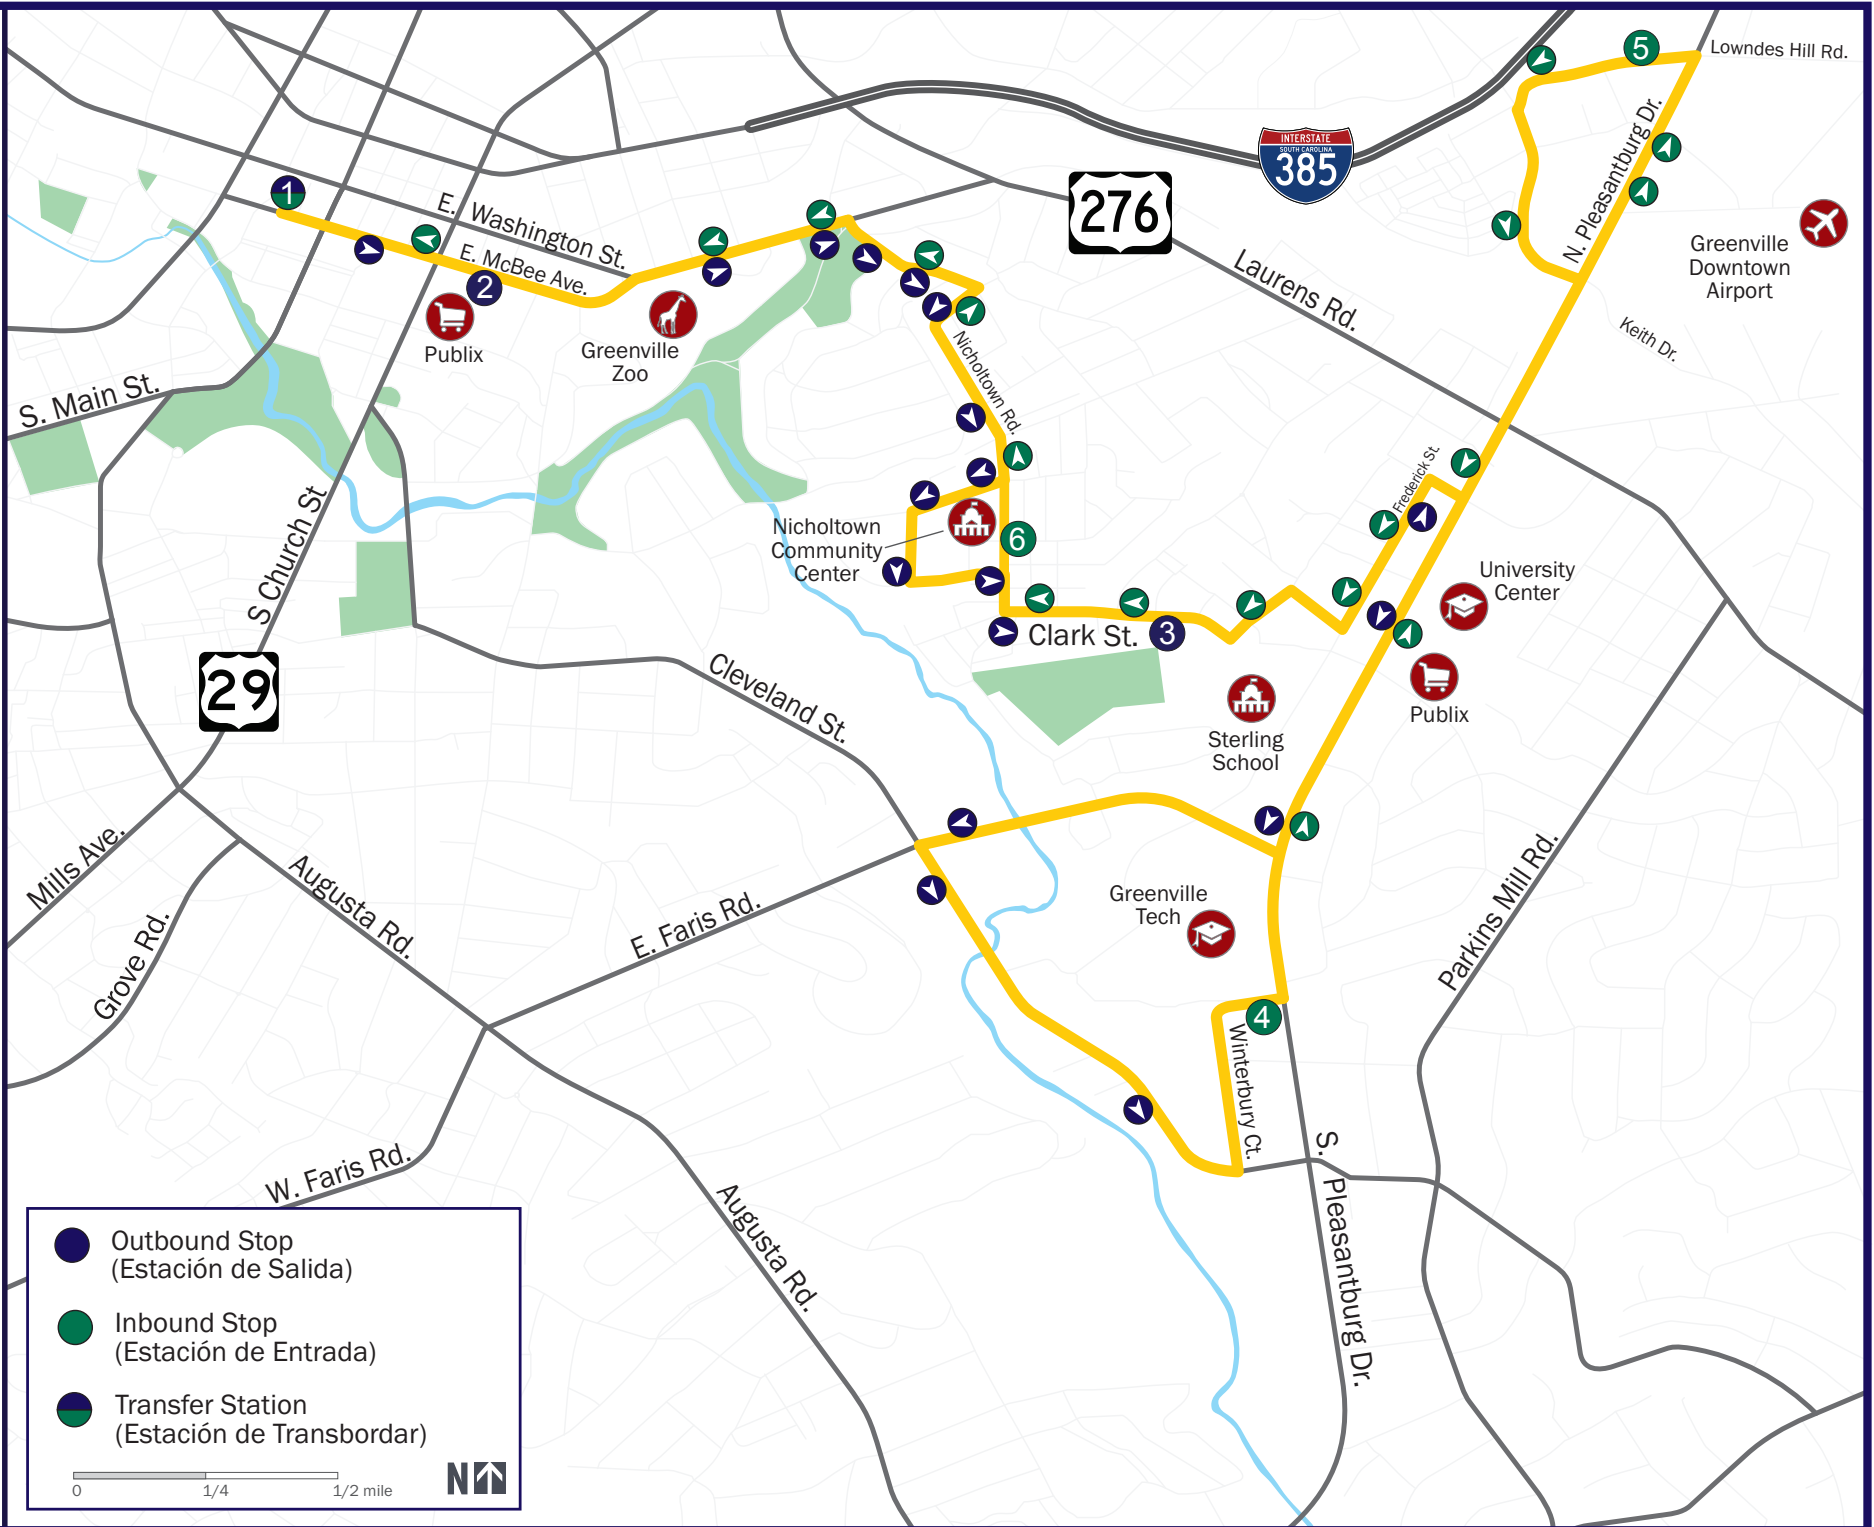 5
Lowndes Hill Rd.
N. Pleasantburg Dr.
INTERSTATE
SOUTH CAROLINA
385
276
Greenville
Downtown
Airport
Laurens Rd.
Keith Dr.
1
E. Washington St.
E. McBee Ave.
2
Publix
Greenville
Zoo
Nicholtown Rd.
S. Main St.
S Church St
Frederick St.
Nicholtown
Community
Center
6
University
Center
Clark St.
3
29
Cleveland St.
Publix
Sterling
School
Mills Ave.
Augusta Rd.
Grove Rd.
E. Faris Rd.
Greenville
Tech
Parkins Mill Rd.
4
Winterbury Ct.
W. Faris Rd.
S. Pleasantburg Dr.
Augusta Rd.
Outbound Stop
(Estación de Salida)
Inbound Stop
(Estación de Entrada)
Transfer Station
(Estación de Transbordar)
0 1/4 1/2 mile
N